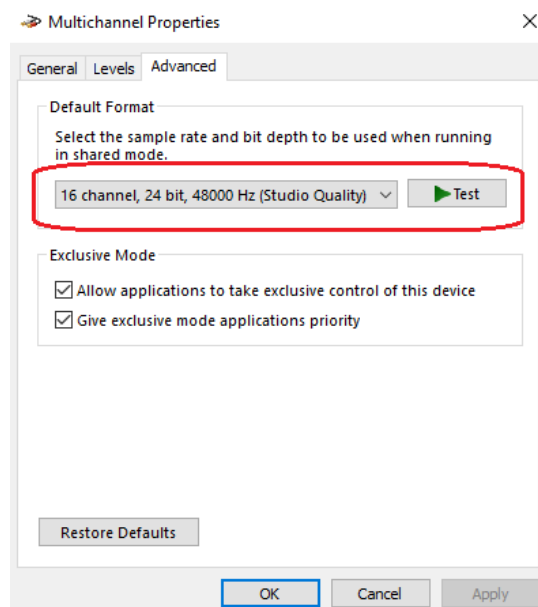 Multichannel Properties
General Levels Advanced
Default Format
Select the sample rate and bit depth to be used when running
in shared mode.
16 channel, 24 bit, 48000 Hz (Studio Quality) Test
Exclusive Mode
Allow applications to take exclusive control of this device
Give exclusive mode applications priority
Restore Defaults
OK Cancel Apply